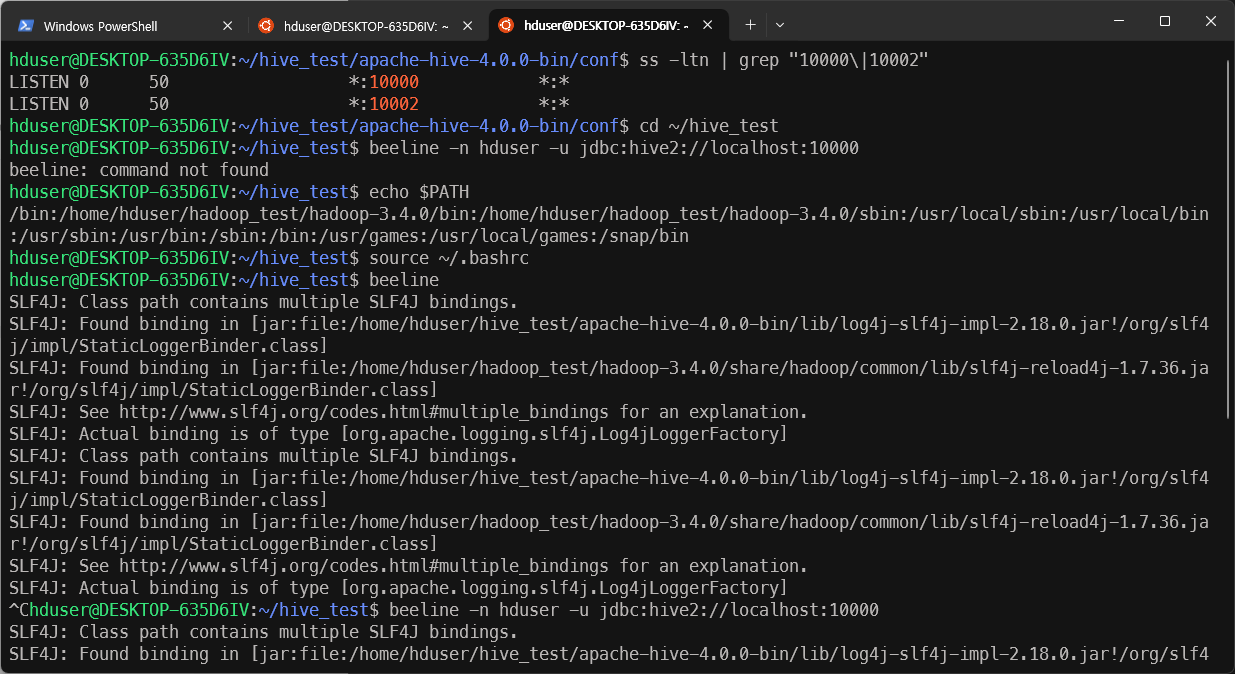 Windows PowerShell
hduser@DESKTOP-635D6IV: ~
hduser@DESKTOP-635D6IV: ~
hduser@DESKTOP-635D6IV:~/hive_test/apache-hive-4.0.0-bin/conf$ ss -ltn | grep "10000\|10002"
LISTEN 0      50                  *:10000            *:*
LISTEN 0      50                  *:10002            *:*
hduser@DESKTOP-635D6IV:~/hive_test/apache-hive-4.0.0-bin/conf$ cd ~/hive_test
hduser@DESKTOP-635D6IV:~/hive_test$ beeline -n hduser -u jdbc:hive2://localhost:10000
beeline: command not found
hduser@DESKTOP-635D6IV:~/hive_test$ echo $PATH
/bin:/home/hduser/hadoop_test/hadoop-3.4.0/bin:/home/hduser/hadoop_test/hadoop-3.4.0/sbin:/usr/local/sbin:/usr/local/bin
:/usr/sbin:/usr/bin:/sbin:/bin:/usr/games:/usr/local/games:/snap/bin
hduser@DESKTOP-635D6IV:~/hive_test$ source ~/.bashrc
hduser@DESKTOP-635D6IV:~/hive_test$ beeline
SLF4J: Class path contains multiple SLF4J bindings.
SLF4J: Found binding in [jar:file:/home/hduser/hive_test/apache-hive-4.0.0-bin/lib/log4j-slf4j-impl-2.18.0.jar!/org/slf4
j/impl/StaticLoggerBinder.class]
SLF4J: Found binding in [jar:file:/home/hduser/hadoop_test/hadoop-3.4.0/share/hadoop/common/lib/slf4j-reload4j-1.7.36.ja
r!/org/slf4j/impl/StaticLoggerBinder.class]
SLF4J: See http://www.slf4j.org/codes.html#multiple_bindings for an explanation.
SLF4J: Actual binding is of type [org.apache.logging.slf4j.Log4jLoggerFactory]
SLF4J: Class path contains multiple SLF4J bindings.
SLF4J: Found binding in [jar:file:/home/hduser/hive_test/apache-hive-4.0.0-bin/lib/log4j-slf4j-impl-2.18.0.jar!/org/slf4
j/impl/StaticLoggerBinder.class]
SLF4J: Found binding in [jar:file:/home/hduser/hadoop_test/hadoop-3.4.0/share/hadoop/common/lib/slf4j-reload4j-1.7.36.ja
r!/org/slf4j/impl/StaticLoggerBinder.class]
SLF4J: See http://www.slf4j.org/codes.html#multiple_bindings for an explanation.
SLF4J: Actual binding is of type [org.apache.logging.slf4j.Log4jLoggerFactory]
^Chduser@DESKTOP-635D6IV:~/hive_test$ beeline -n hduser -u jdbc:hive2://localhost:10000
SLF4J: Class path contains multiple SLF4J bindings.
SLF4J: Found binding in [jar:file:/home/hduser/hive_test/apache-hive-4.0.0-bin/lib/log4j-slf4j-impl-2.18.0.jar!/org/slf4